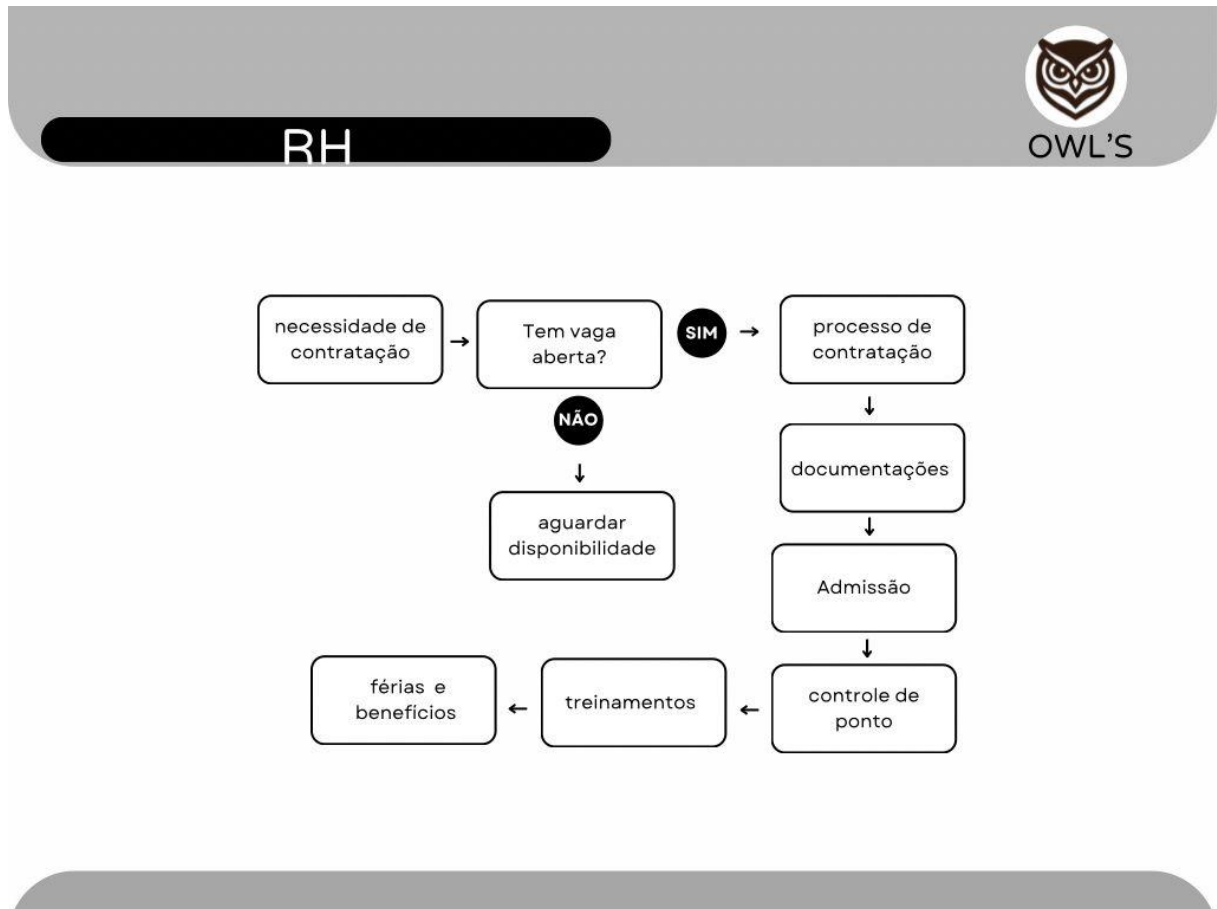 OWL'S
RH
necessidade de
contratação
Tem vaga
aberta?
SIM
processo de
contratação
NÃO
documentações
aguardar
disponibilidade
Admissão
controle de
ponto
treinamentos
férias e
beneficios